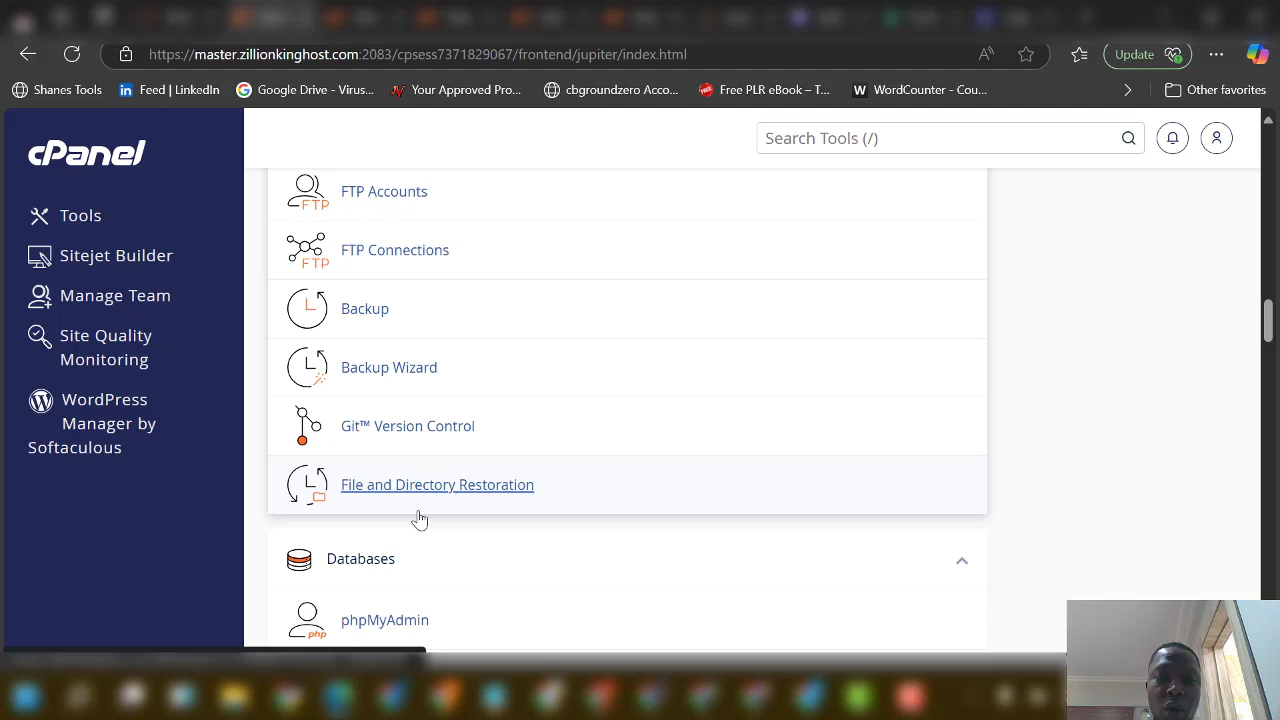 https://master.zillionkinghost.com:2083/cpsess7371829067/frontend/jupiter/index.html
Update
Shanes Tools
Feed | LinkedIn
Google Drive - Virus...
Your Approved Pro...
cbgroundzero Acco...
Free PLR eBook – T...
WordCounter - Cou...
Other favorites
cPanel
Search Tools (/)
Tools
Sitejet Builder
Manage Team
Site Quality
Monitoring
WordPress
Manager by
Softaculous
FTP
FTP Accounts
FTP
FTP Connections
Backup
Backup Wizard
Git™ Version Control
File and Directory Restoration
Databases
php
phpMyAdmin